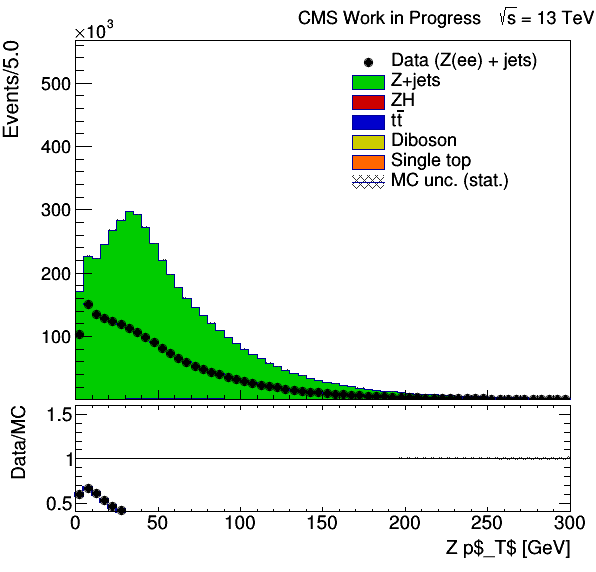 CMS Work in Progress √s = 13 TeV
×10³
Events/5.0
500
400
300
200
100
Data (Z(ee) + jets)
Z+jets
ZH
tt̅
Diboson
Single top
MC unc. (stat.)
Data/MC
1.5
1
0.5
0 50 100 150 200 250 300
Z p$_T$ [GeV]